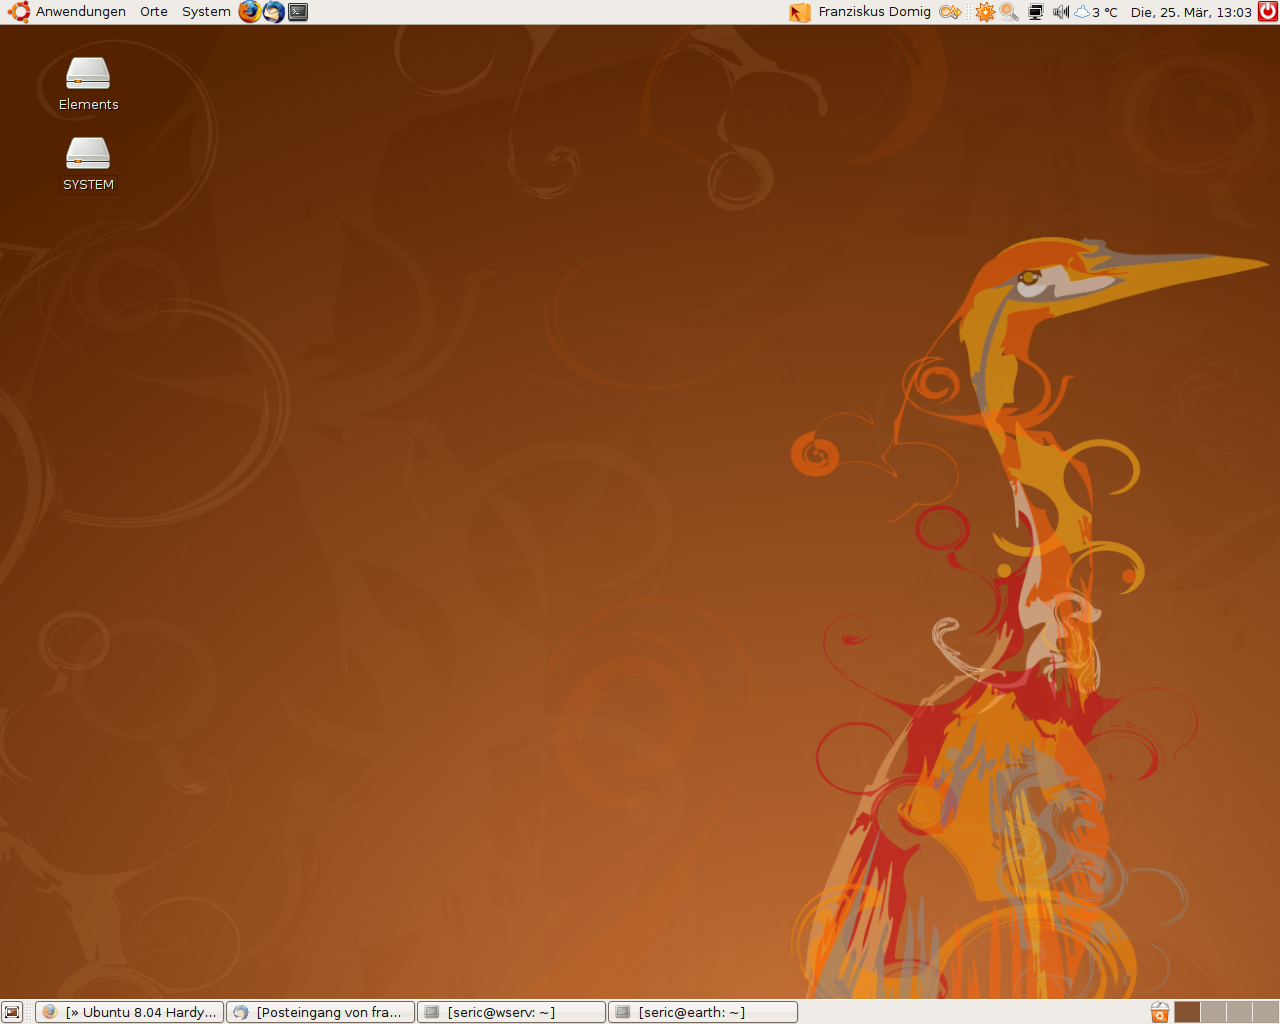 Anwendungen Orte System Franziskus Domig 3 °C Die, 25. Mär, 13:03
Elements
SYSTEM
[» Ubuntu 8.04 Hardy... [Posteingang von fra... [seric@wserv: ~] [seric@earth: ~]